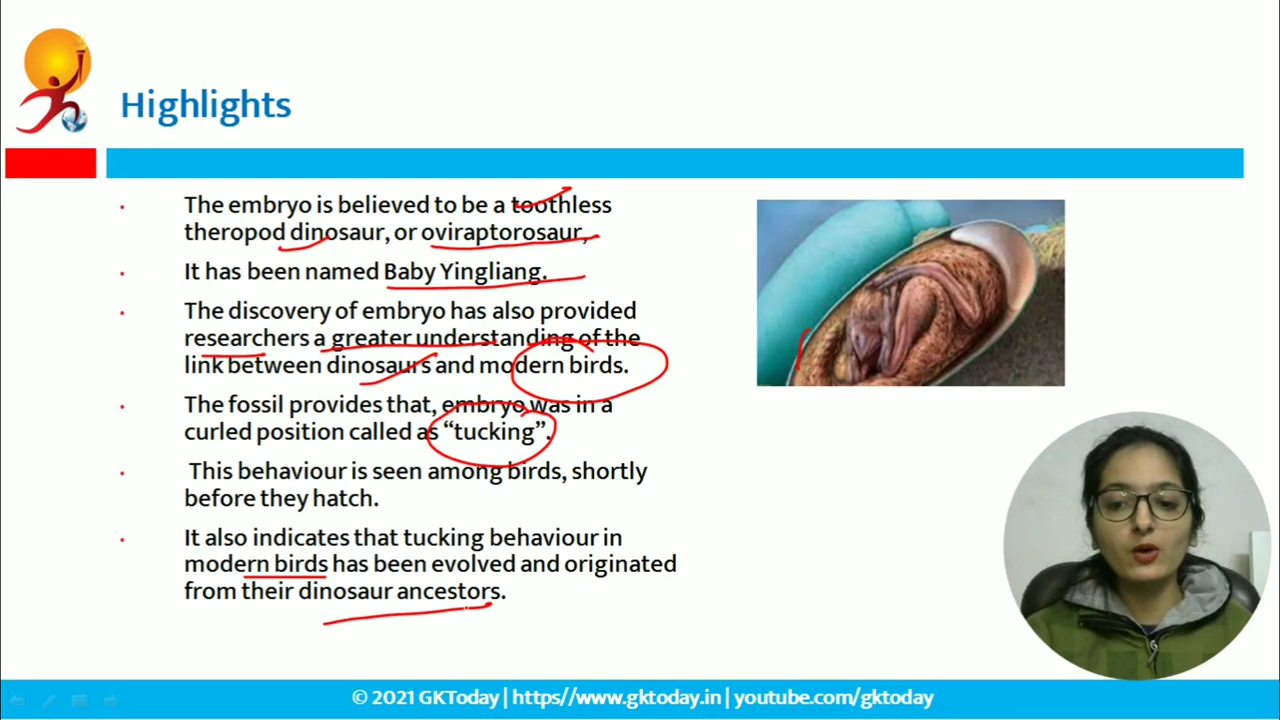 Highlights
• The embryo is believed to be a toothless
theropod dinosaur, or oviraptorosaur,
• It has been named Baby Yingliang.
• The discovery of embryo has also provided
researchers a greater understanding of the
link between dinosaurs and modern birds.
• The fossil provides that, embryo was in a
curled position called as “tucking”.
• This behaviour is seen among birds, shortly
before they hatch.
• It also indicates that tucking behaviour in
modern birds has been evolved and originated
from their dinosaur ancestors.
© 2021 GKToday | https//www.gktoday.in | youtube.com/gktoday